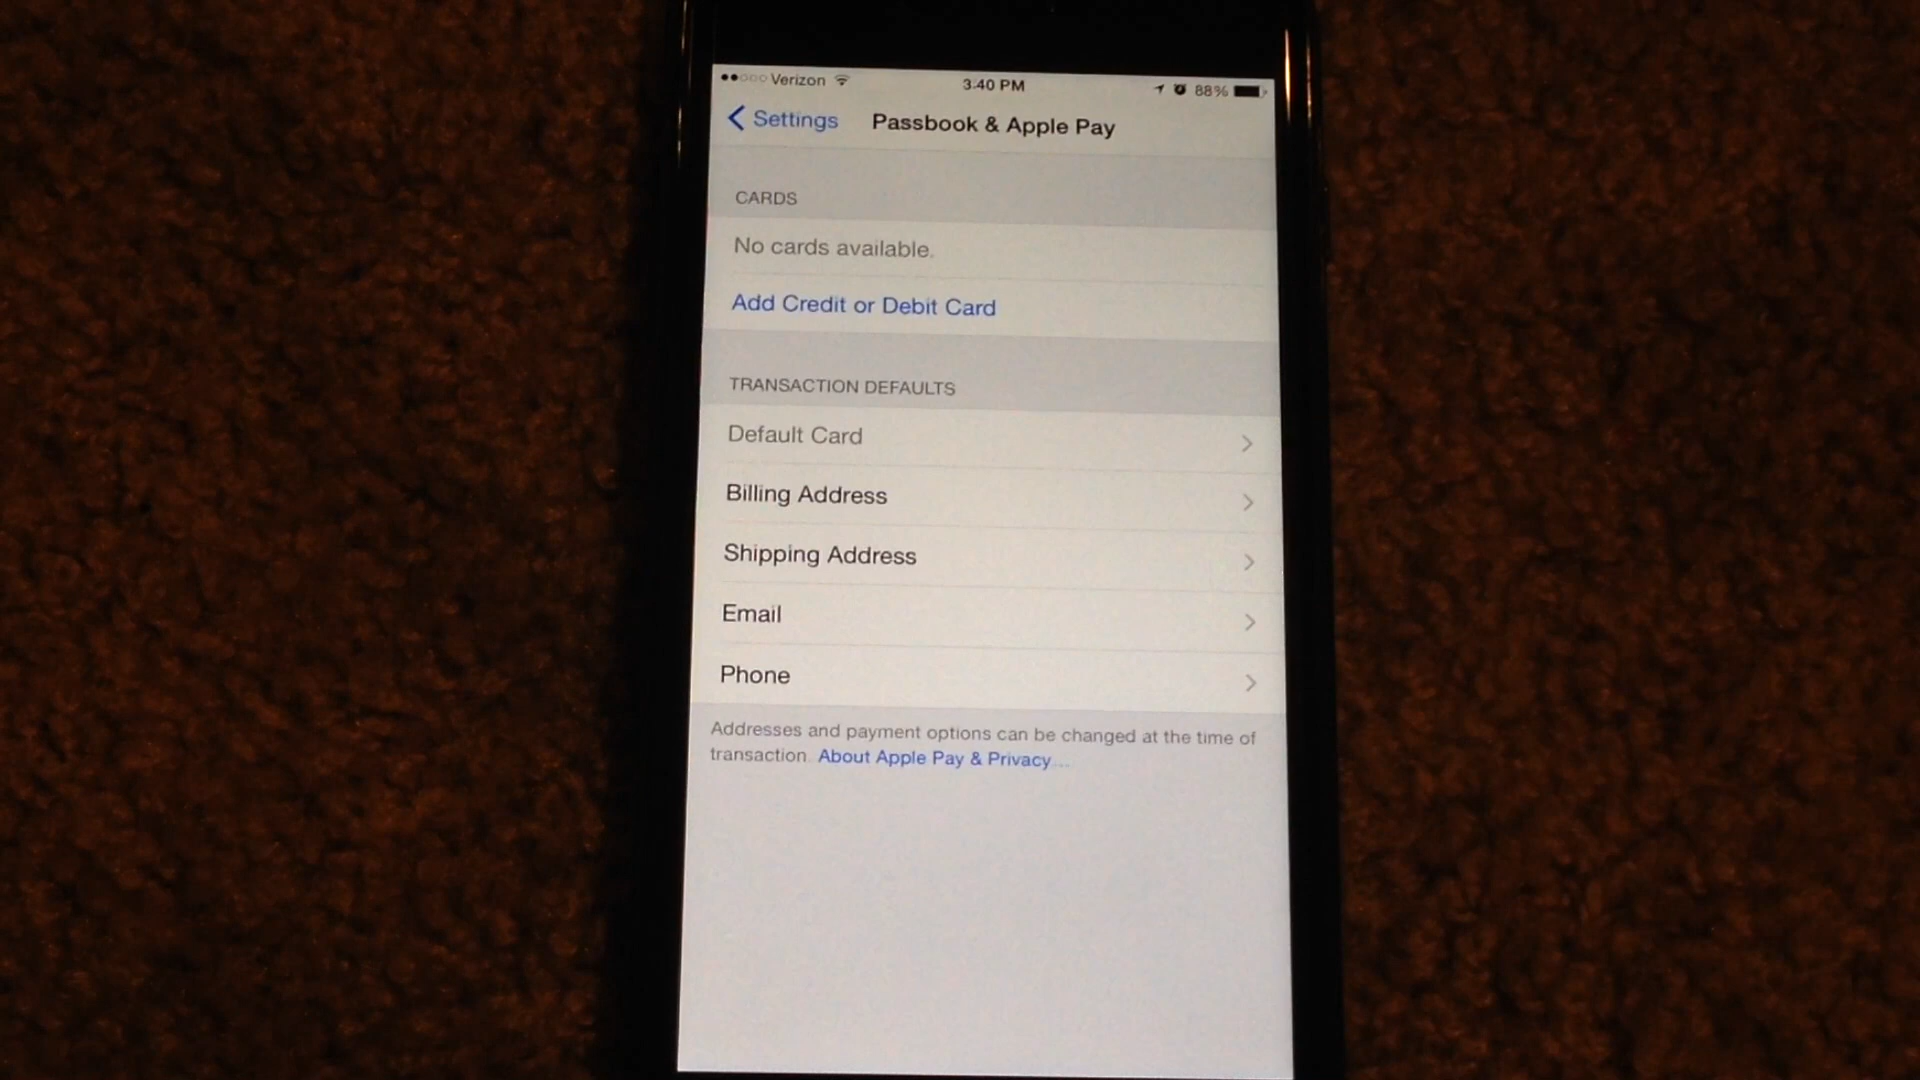 Verizon 3:40 PM 88%
Settings Passbook & Apple Pay
CARDS
No cards available.
Add Credit or Debit Card
TRANSACTION DEFAULTS
Default Card
Billing Address
Shipping Address
Email
Phone
Addresses and payment options can be changed at the time of
transaction. About Apple Pay & Privacy...